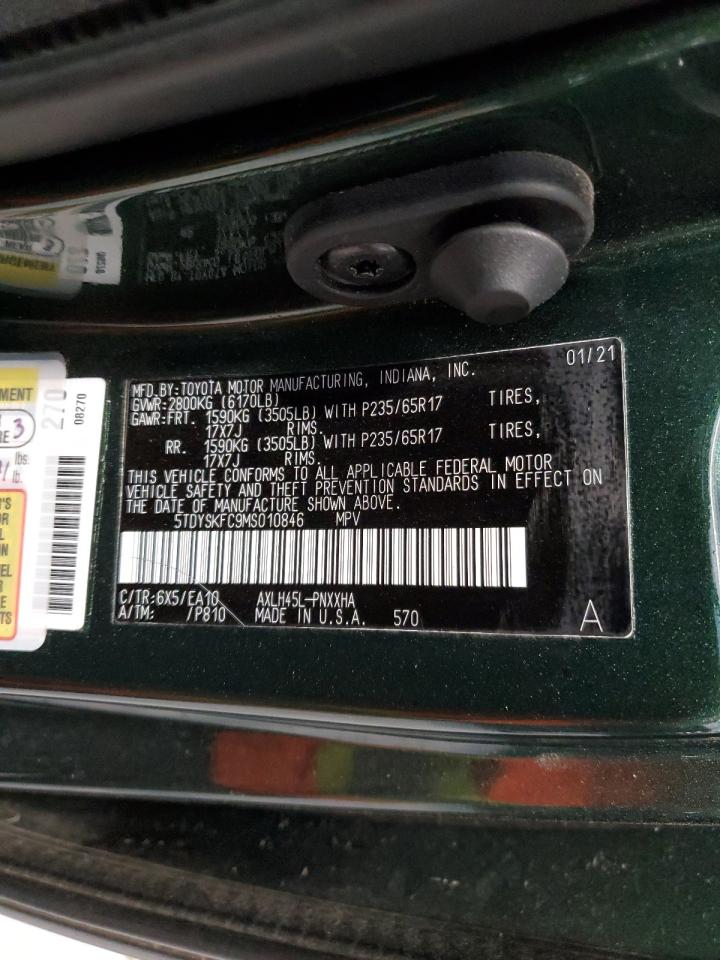 MFD.BY:TOYOTA MOTOR MANUFACTURING, INDIANA, INC. 01/21
GVWR:2800KG (6170LB)
GAWR:FRT. 1590KG (3505LB) WITH P235/65R17 TIRES,
17X7J RIMS.
RR. 1590KG (3505LB) WITH P235/65R17 TIRES,
17X7J RIMS.
THIS VEHICLE CONFORMS TO ALL APPLICABLE FEDERAL MOTOR
VEHICLE SAFETY AND THEFT PREVENTION STANDARDS IN EFFECT ON
THE DATE OF MANUFACTURE SHOWN ABOVE.
5TDYSKFC9MS010846 MPV
C/TR:6X5/EA10 AXLH45L-PNXXHA
A/TM: /P810 MADE IN U.S.A. 570 A
270
08270
3
lbs.
lb.